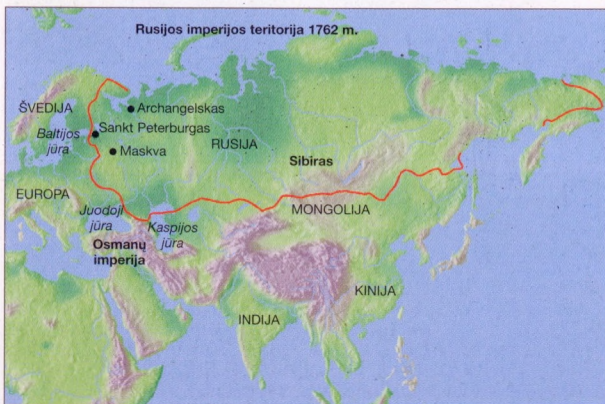 Rusijos imperijos teritorija 1762 m.
ŠVEDIJA
Archangelskas
Baltijos
jūra
Sankt Peterburgas
Maskva
RUSIJA
Sibiras
EUROPA
Juodoji
jūra
Kaspijos
jūra
MONGOLIJA
Osmanų
imperija
KINIJA
INDIJA